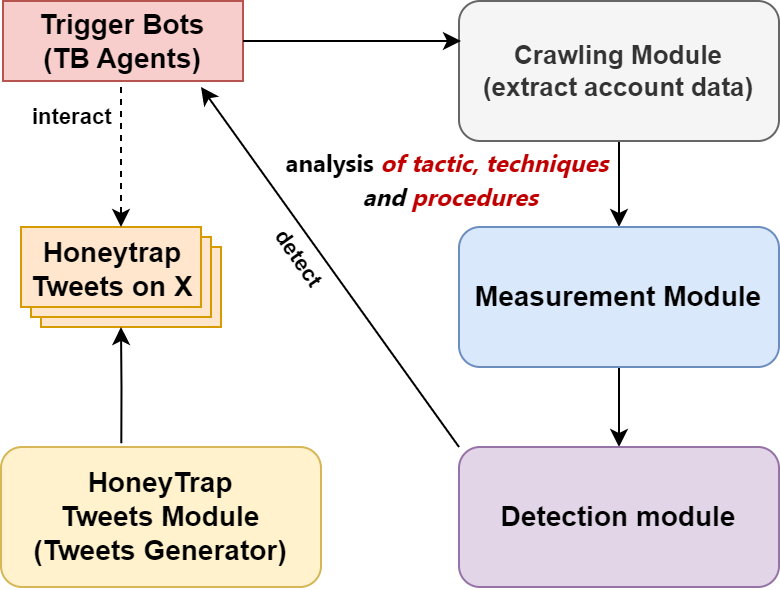 Trigger Bots
(TB Agents)
Crawling Module
(extract account data)
interact
analysis of tactic, techniques
and procedures
Honeytrap
Tweets on X
detect
Measurement Module
HoneyTrap
Tweets Module
(Tweets Generator)
Detection module